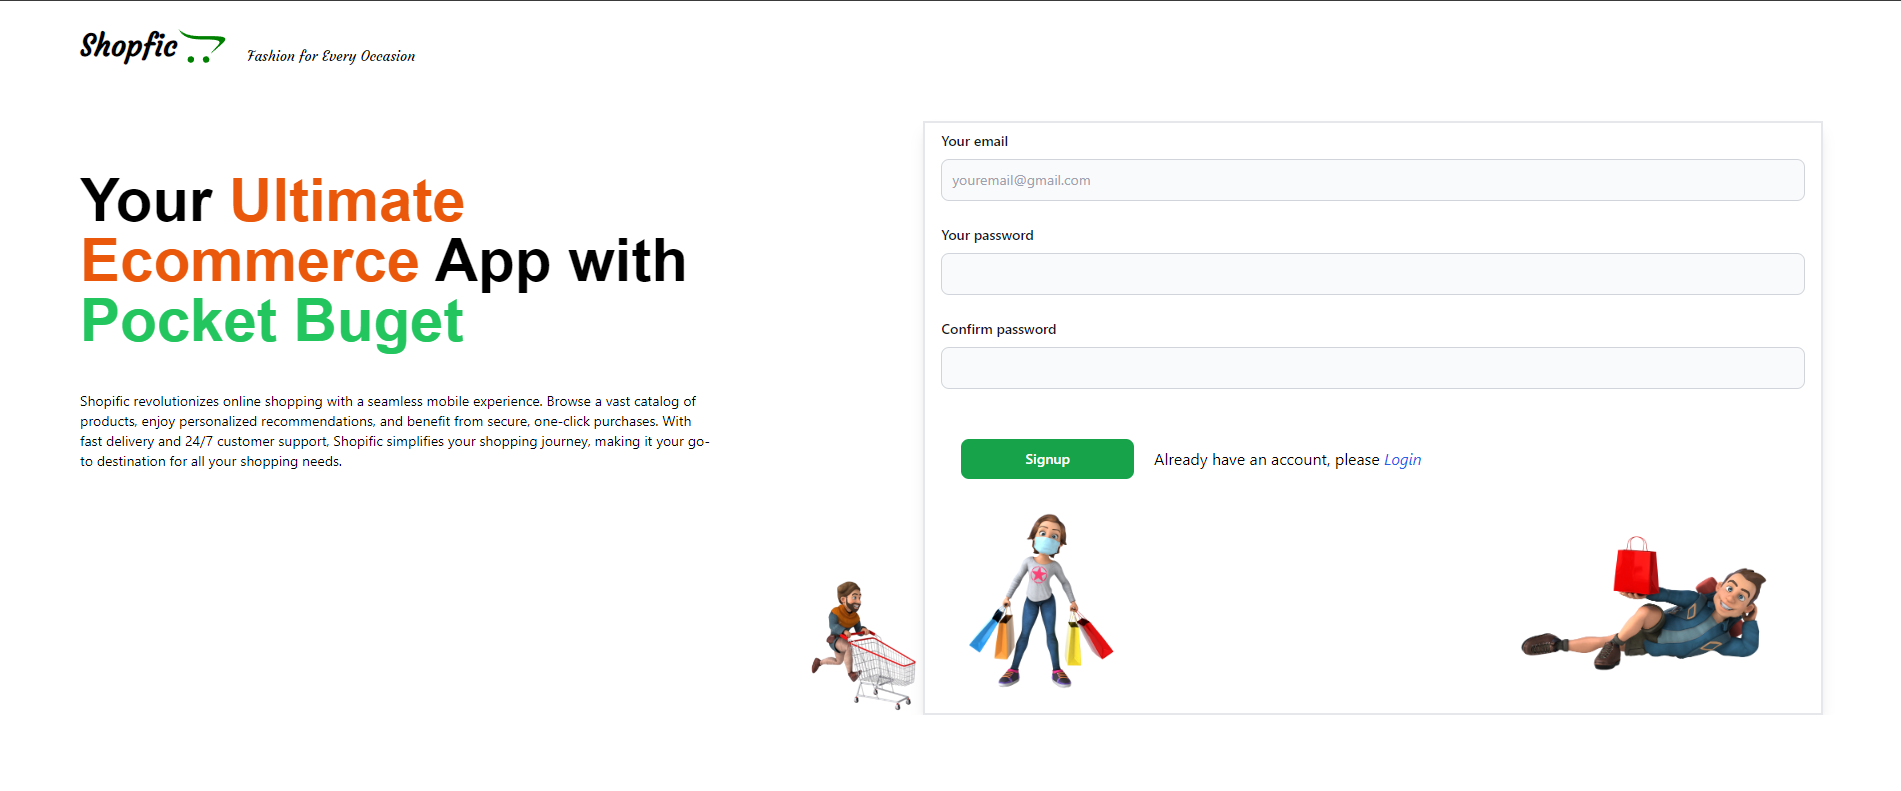 Shopfic
Fashion for Every Occasion
Your Ultimate
Ecommerce App with
Pocket Buget
Shopific revolutionizes online shopping with a seamless mobile experience. Browse a vast catalog of
products, enjoy personalized recommendations, and benefit from secure, one-click purchases. With
fast delivery and 24/7 customer support, Shopific simplifies your shopping journey, making it your go-
to destination for all your shopping needs.
Your email
youremail@gmail.com
Your password
Confirm password
Signup
Already have an account, please Login